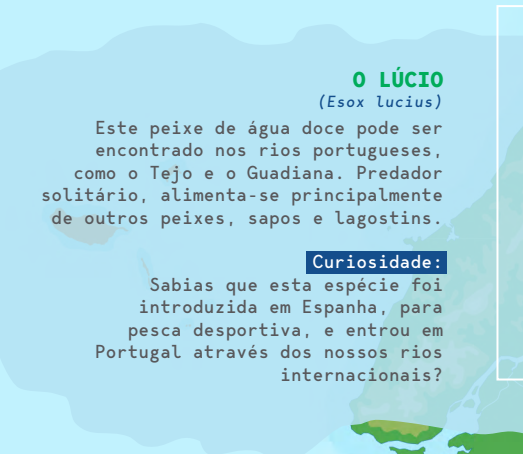 O LÚCIO
(Esox lucius)
Este peixe de água doce pode ser
encontrado nos rios portugueses,
como o Tejo e o Guadiana. Predador
solitário, alimenta-se principalmente
de outros peixes, sapos e lagostins.
Curiosidade:
Sabias que esta espécie foi
introduzida em Espanha, para
pesca desportiva, e entrou em
Portugal através dos nossos rios
internacionais?